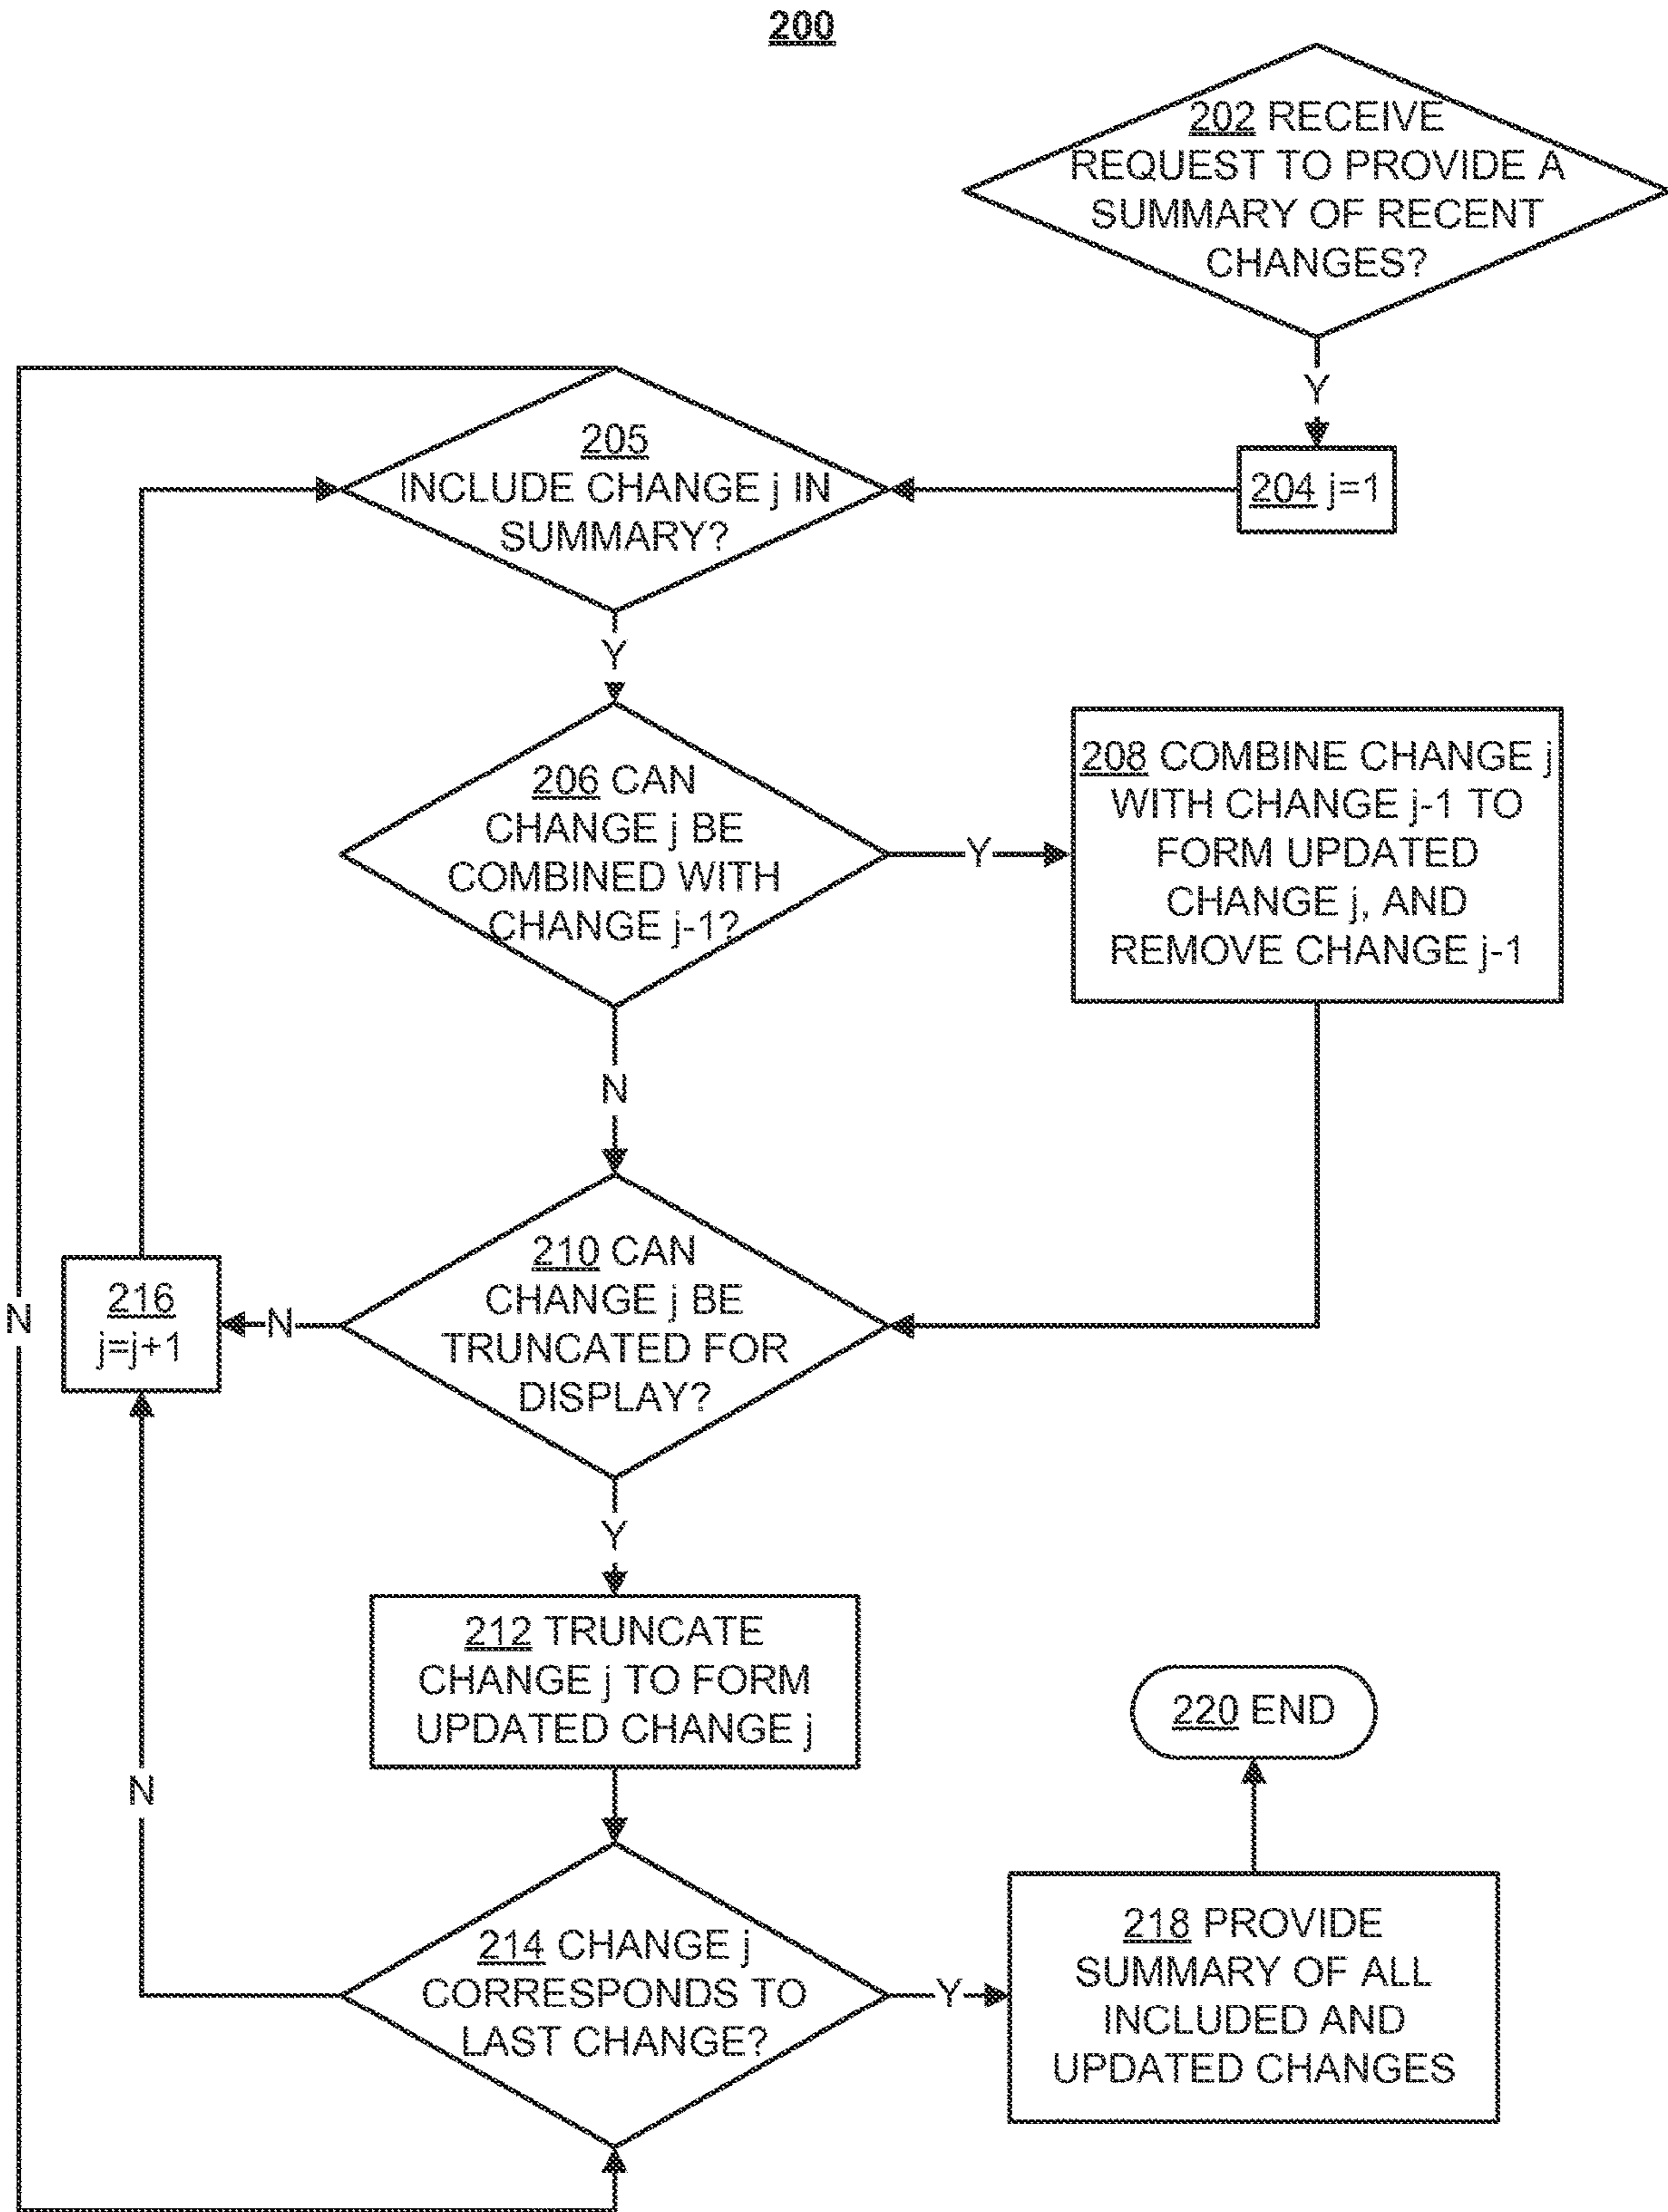 200
202 RECEIVE
REQUEST TO PROVIDE A
SUMMARY OF RECENT
CHANGES?
Y
204 j=1
205
INCLUDE CHANGE j IN
SUMMARY?
Y
206 CAN
CHANGE j BE
COMBINED WITH
CHANGE j-1?
Y
208 COMBINE CHANGE j
WITH CHANGE j-1 TO
FORM UPDATED
CHANGE j, AND
REMOVE CHANGE j-1
N
210 CAN
CHANGE j BE
TRUNCATED FOR
DISPLAY?
N
216
j=j+1
N
Y
212 TRUNCATE
CHANGE j TO FORM
UPDATED CHANGE j
N
214 CHANGE j
CORRESPONDS TO
LAST CHANGE?
Y
218 PROVIDE
SUMMARY OF ALL
INCLUDED AND
UPDATED CHANGES
220 END